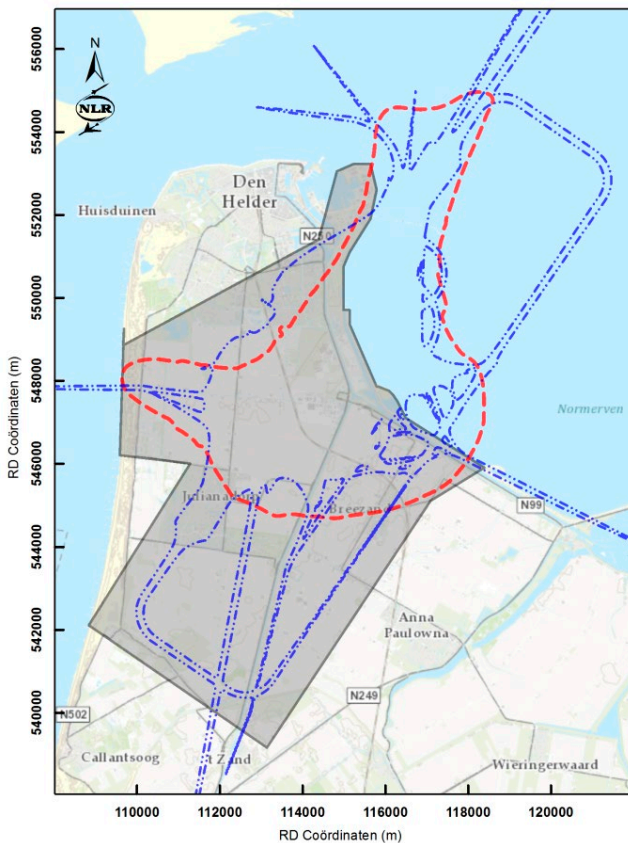 556000
N
NLR
554000
Den
Helder
Huisduinen
552000
N250
550000
RD Coördinaten (m)
548000
Normerven
546000
Julianadorp
Breezand
N99
544000
Anna
Paulowna
542000
N249
540000
N502
Callantsoog
't Zand
Wieringerwaard
110000 112000 114000 116000 118000 120000
RD Coördinaten (m)